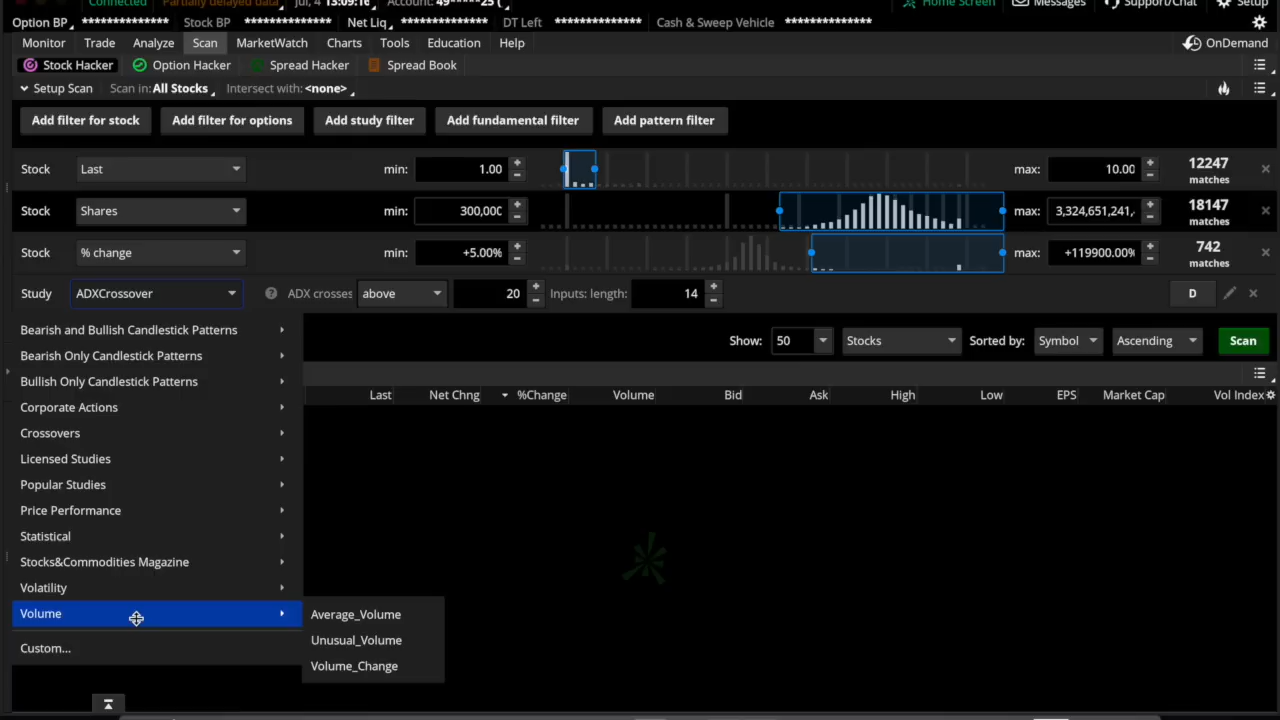 Connected Partially delayed data Jul, 4 13:09:16 Account: 49*****25 ( Home Screen Messages Support/Chat Setup
Option BP ************** Stock BP ************** Net Liq ************** DT Left ************** Cash & Sweep Vehicle **************
Monitor Trade Analyze Scan MarketWatch Charts Tools Education Help OnDemand
Stock Hacker Option Hacker Spread Hacker Spread Book
Setup Scan Scan in: All Stocks Intersect with: <none>
Add filter for stock Add filter for options Add study filter Add fundamental filter Add pattern filter
Stock Last min: 1.00 max: 10.00 12247 matches
Stock Shares min: 300,000 max: 3,324,651,241, 18147 matches
Stock % change min: +5.00% max: +119900.00% 742 matches
Study ADXCrossover ADX crosses above 20 Inputs: length: 14 D
Bearish and Bullish Candlestick Patterns
Show: 50 Stocks Sorted by: Symbol Ascending Scan
Bearish Only Candlestick Patterns
Bullish Only Candlestick Patterns
Last Net Chng %Change Volume Bid Ask High Low EPS Market Cap Vol Index
Corporate Actions
Crossovers
Licensed Studies
Popular Studies
Price Performance
Statistical
Stocks&Commodities Magazine
Volatility
Volume
Average_Volume
Unusual_Volume
Volume_Change
Custom...